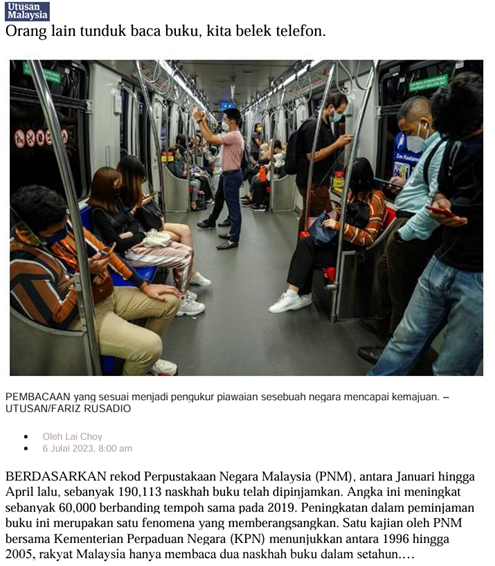 Utusan
Malaysia
Orang lain tunduk baca buku, kita belek telefon.
PEMBACAAN yang sesuai menjadi pengukur piawaian sesebuah negara mencapai kemajuan. –
UTUSAN/FARIZ RUSADIO
Oleh Lai Choy
6 Julai 2023, 8:00 am
BERDASARKAN rekod Perpustakaan Negara Malaysia (PNM), antara Januari hingga
April lalu, sebanyak 190,113 naskhah buku telah dipinjamkan. Angka ini meningkat
sebanyak 60,000 berbanding tempoh sama pada 2019. Peningkatan dalam peminjaman
buku ini merupakan satu fenomena yang memberangsangkan. Satu kajian oleh PNM
bersama Kementerian Perpaduan Negara (KPN) menunjukkan antara 1996 hingga
2005, rakyat Malaysia hanya membaca dua naskhah buku dalam setahun.…